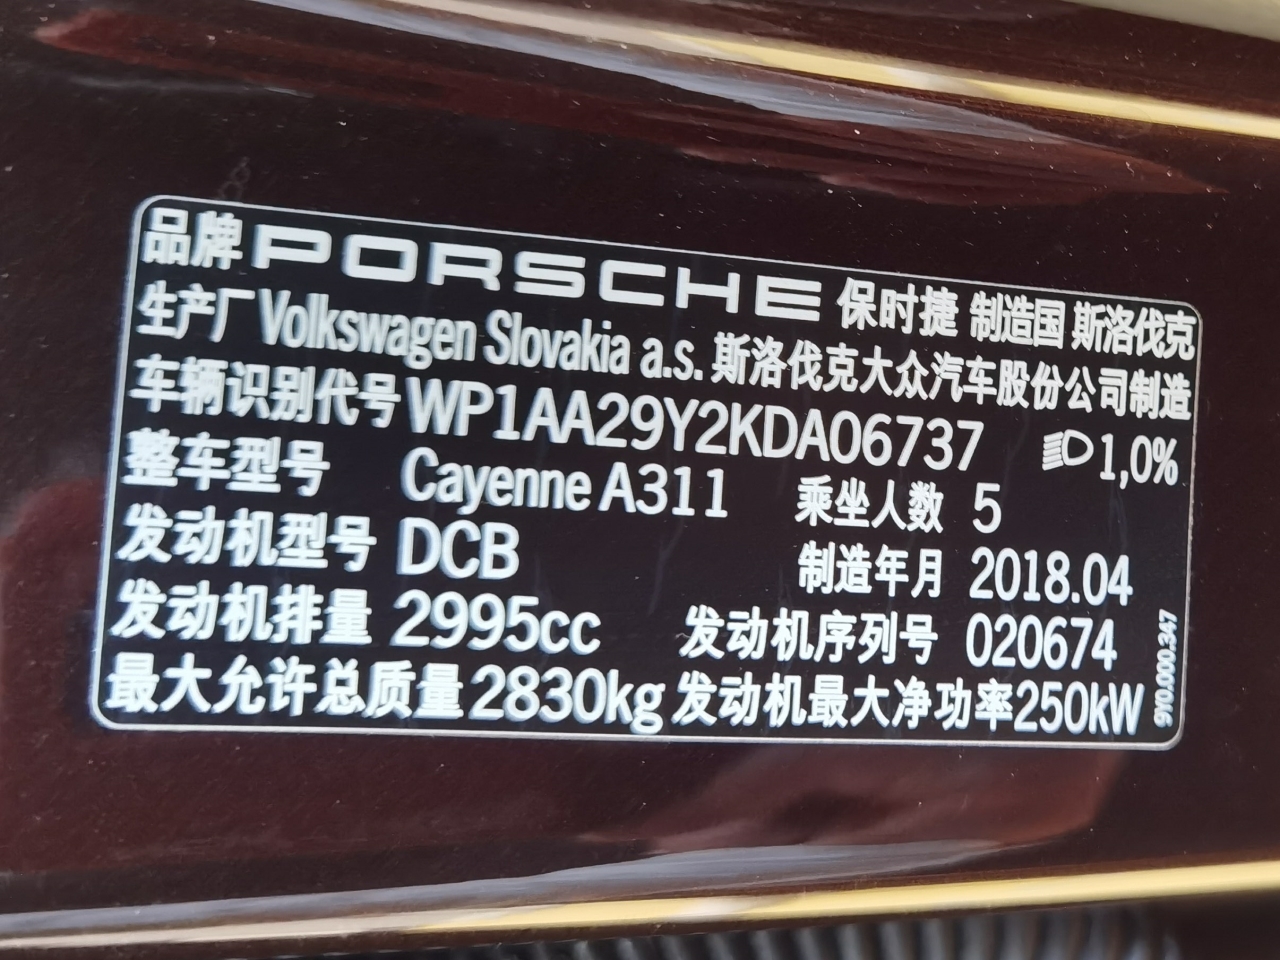 品牌 PORSCHE 保时捷 制造国 斯洛伐克
生产厂 Volkswagen Slovakia a.s. 斯洛伐克大众汽车股份公司制造
车辆识别代号 WP1AA29Y2KDA06737 1,0%
整车型号 Cayenne A311 乘坐人数 5
发动机型号 DCB 制造年月 2018.04
发动机排量 2995cc 发动机序列号 020674
最大允许总质量 2830kg 发动机最大净功率 250kW
9Y0.000.347